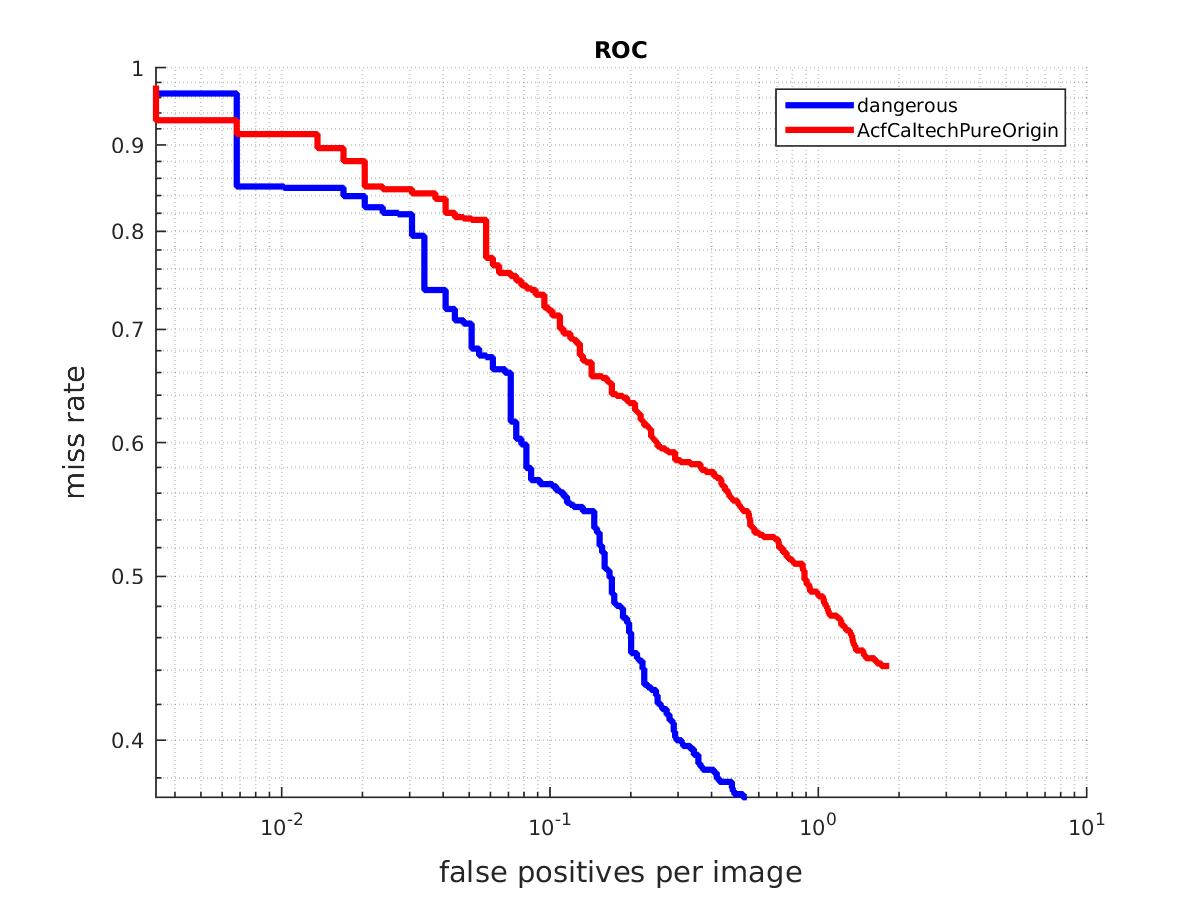 ROC
dangerous
AcfCaltechPureOrigin
miss rate
1
0.9
0.8
0.7
0.6
0.5
0.4
10^-2
10^-1
10^0
10^1
false positives per image